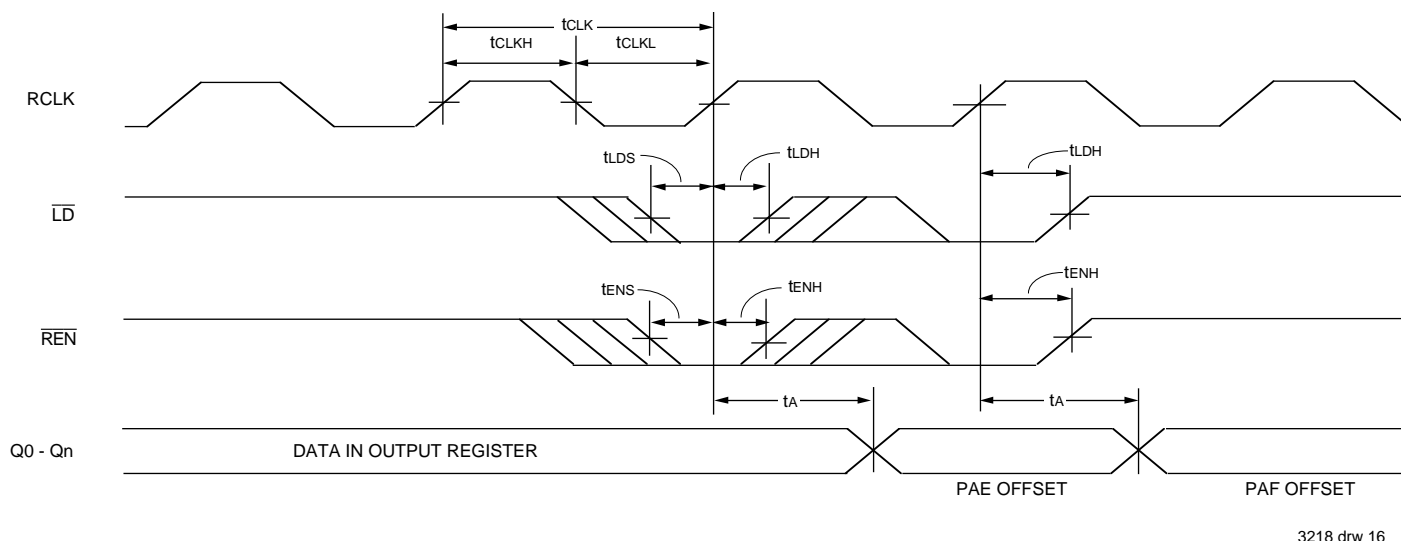 tCLK
tCLKH tCLKL
RCLK
tLDS tLDH tLDH
LD
tENS tENH tENH
REN
tA tA
Q0 - Qn DATA IN OUTPUT REGISTER
PAE OFFSET PAF OFFSET
3218 drw 16